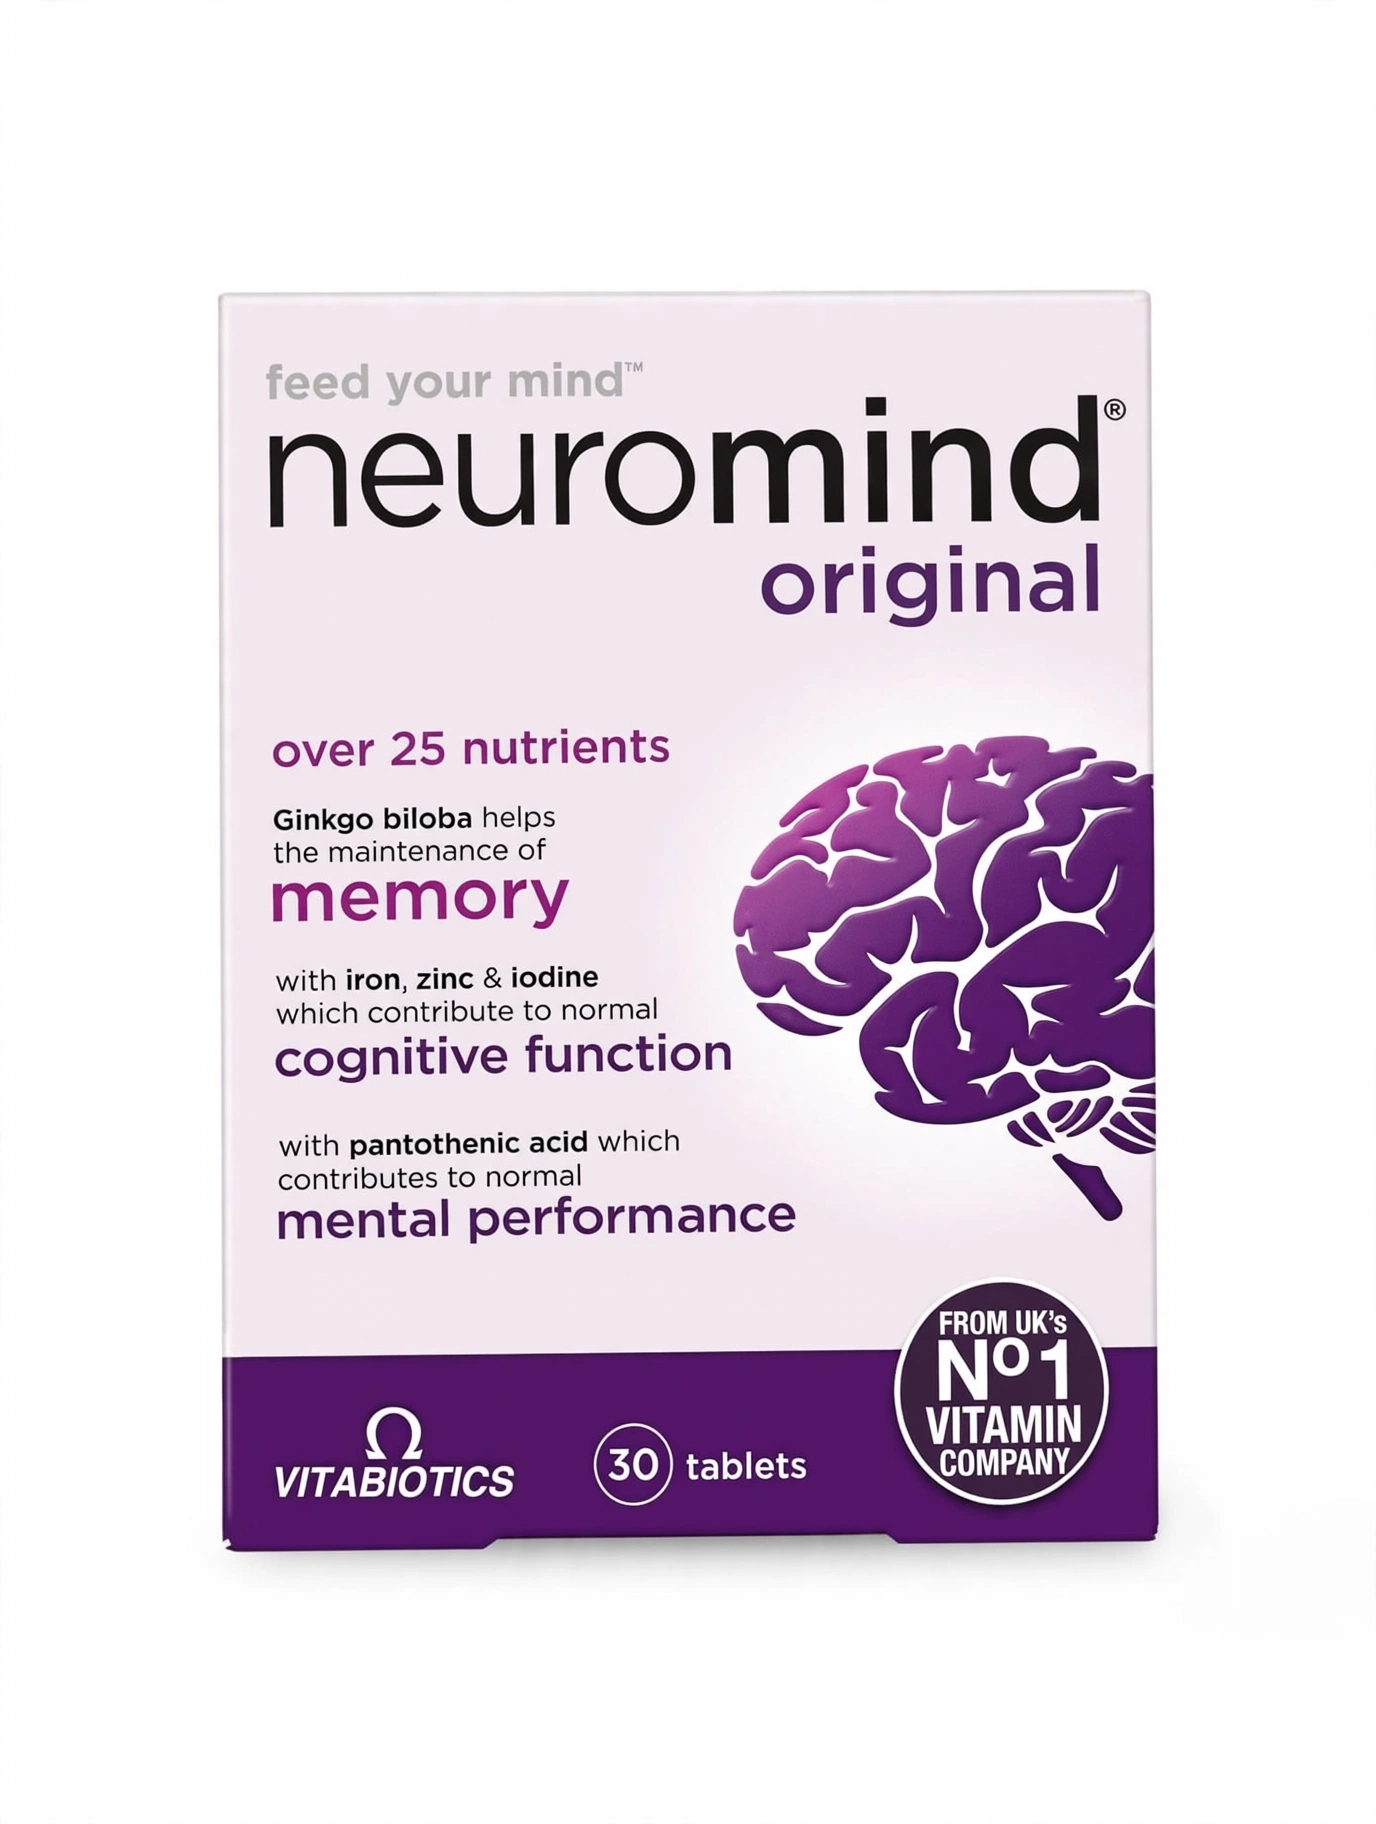 feed your mind™
neuromind®
original
over 25 nutrients
Ginkgo biloba helps
the maintenance of
memory
with iron, zinc & iodine
which contribute to normal
cognitive function
with pantothenic acid which
contributes to normal
mental performance
FROM UK's
Nº1
VITAMIN
COMPANY
Ω
VITABIOTICS
30 tablets